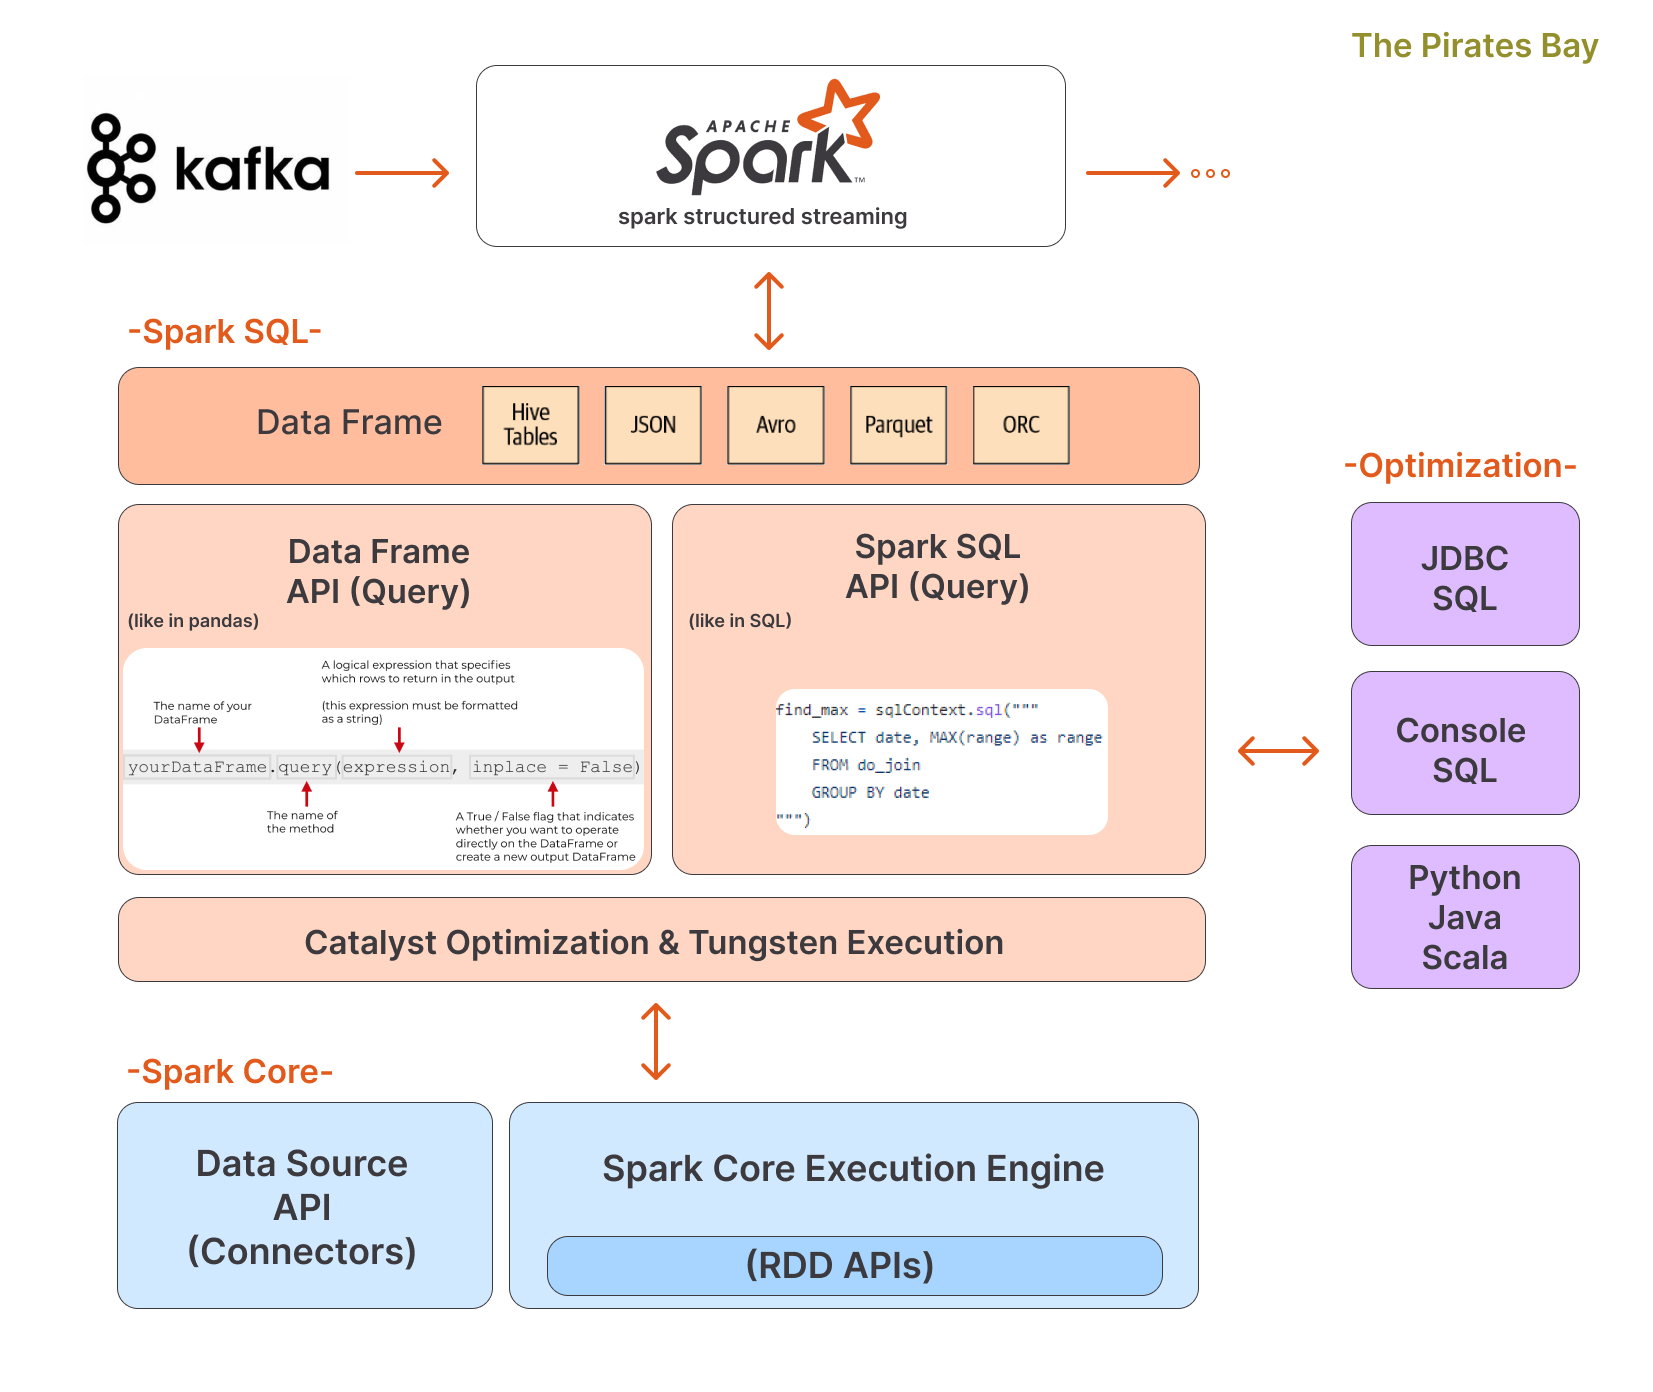 The Pirates Bay
kafka
APACHE
Spark™
spark structured streaming
-Spark SQL-
Data Frame
Hive
Tables
JSON
Avro
Parquet
ORC
-Optimization-
Data Frame
API (Query)
(like in pandas)
A logical expression that specifies
which rows to return in the output
(this expression must be formatted
as a string)
The name of your
DataFrame
yourDataFrame.query(expression, inplace = False)
The name of
the method
A True / False flag that indicates
whether you want to operate
directly on the DataFrame or
create a new output DataFrame
Spark SQL
API (Query)
(like in SQL)
find_max = sqlContext.sql("""
SELECT date, MAX(range) as range
FROM do_join
GROUP BY date
""")
JDBC
SQL
Console
SQL
Python
Java
Scala
Catalyst Optimization & Tungsten Execution
-Spark Core-
Data Source
API
(Connectors)
Spark Core Execution Engine
(RDD APIs)